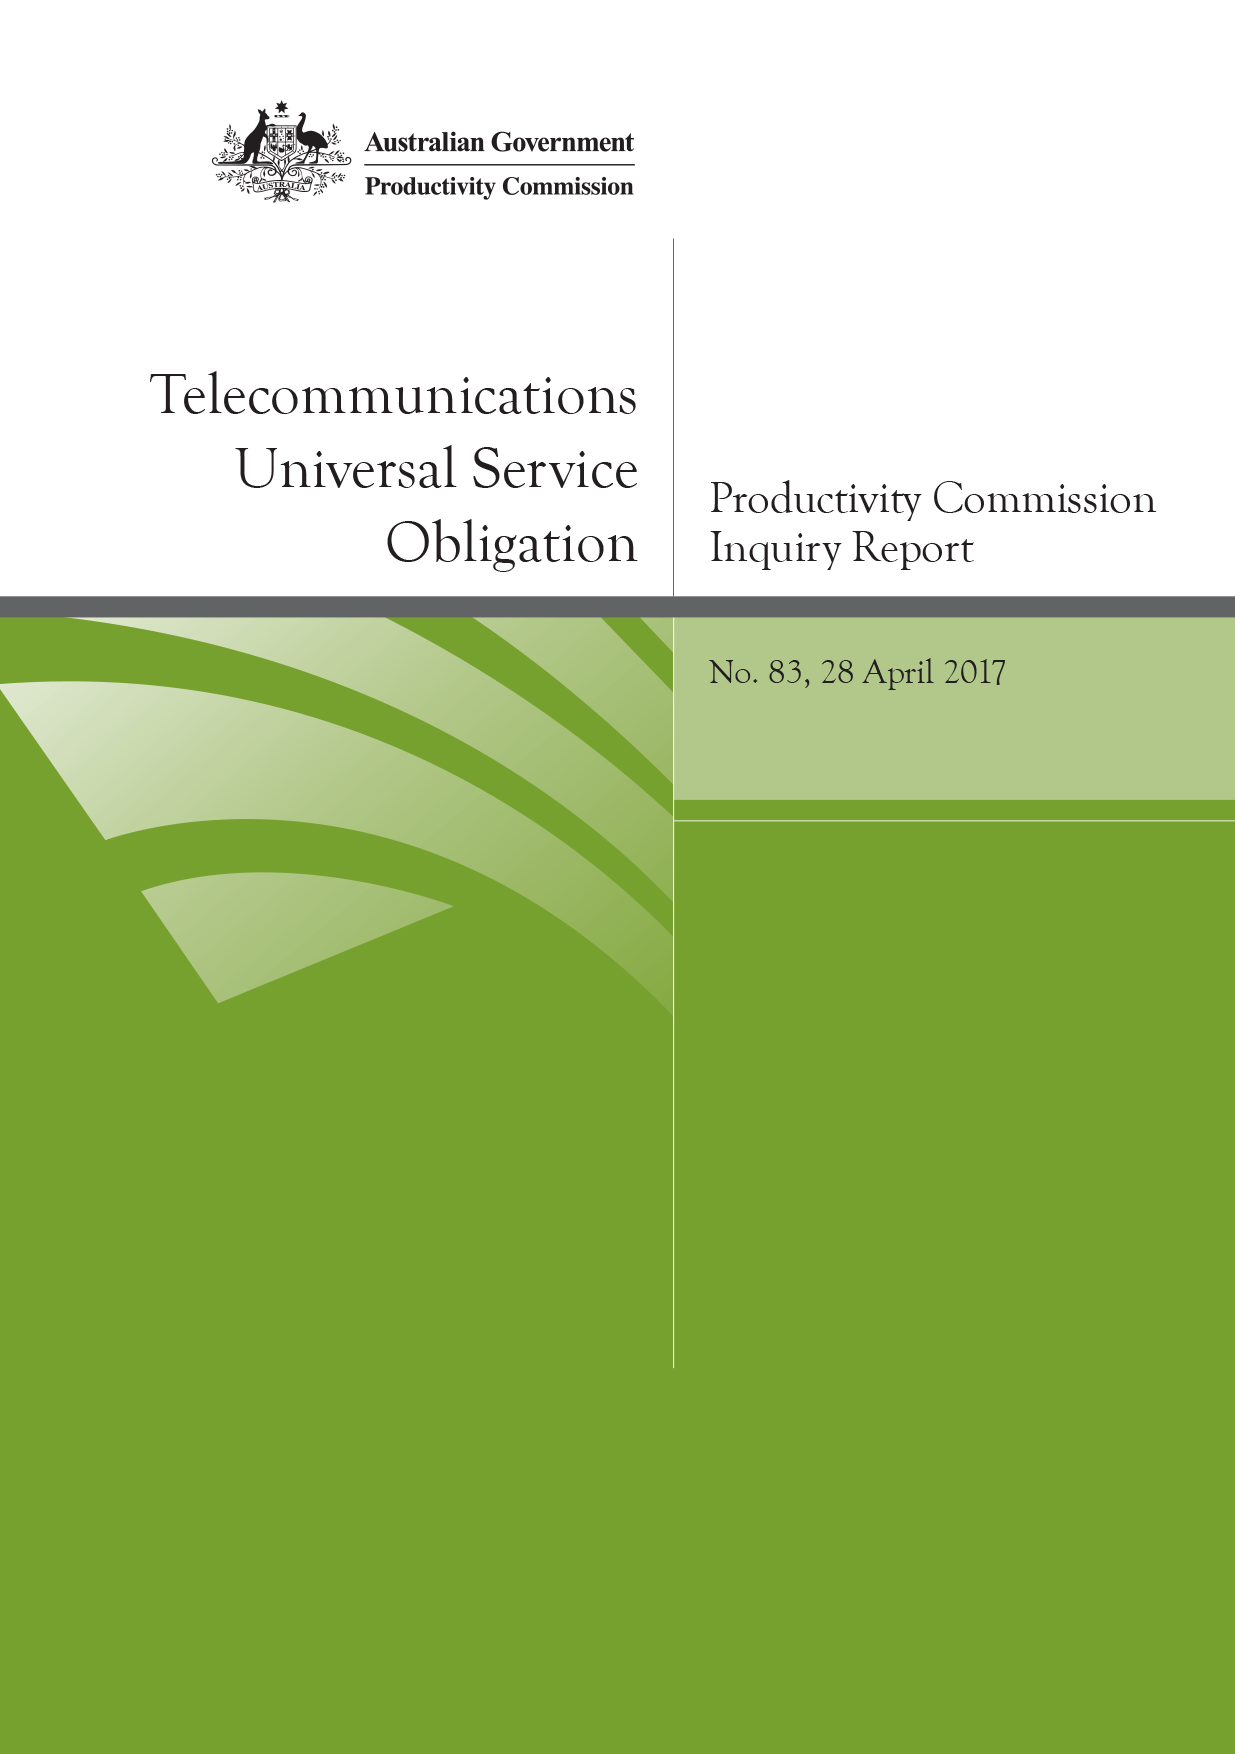 Australian Government
Productivity Commission
AUSTRALIA
Telecommunications
Universal Service
Obligation
Productivity Commission
Inquiry Report
No. 83, 28 April 2017